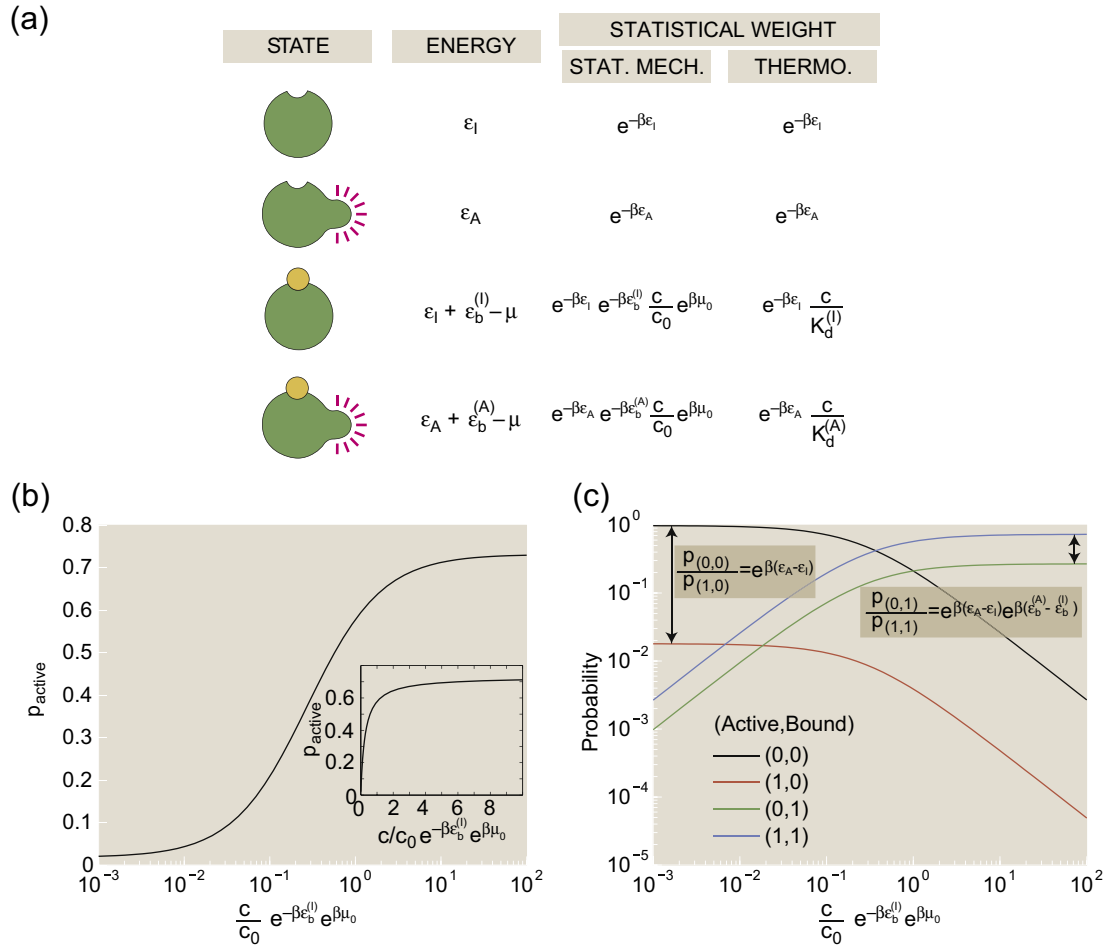 (a)
STATE ENERGY STATISTICAL WEIGHT
STAT. MECH. THERMO.
ε_I e^{–βε_I} e^{–βε_I}
ε_A e^{–βε_A} e^{–βε_A}
ε_I + ε_b^{(I)} – μ e^{–βε_I} e^{–βε_b^{(I)}} c/c_0 e^{βμ_0} e^{–βε_I} c/K_d^{(I)}
ε_A + ε_b^{(A)} – μ e^{–βε_A} e^{–βε_b^{(A)}} c/c_0 e^{βμ_0} e^{–βε_A} c/K_d^{(A)}
(b)
p_active
0.8
0.7
0.6
0.5
0.4
0.3
0.2
0.1
0
10^{–3} 10^{–2} 10^{–1} 10^0 10^1 10^2
c/c_0 e^{–βε_b^{(I)}} e^{βμ_0}
p_active
0.6
0.4
0.2
0
0 2 4 6 8
c/c_0 e^{–βε_b^{(I)}} e^{βμ_0}
(c)
Probability
10^0
10^{–1}
10^{–2}
10^{–3}
10^{–4}
10^{–5}
p_{(0,0)}/p_{(1,0)} = e^{β(ε_A-ε_I)}
p_{(0,1)}/p_{(1,1)} = e^{β(ε_A-ε_I)} e^{β(ε_b^{(A)}-ε_b^{(I)})}
(Active,Bound)
(0,0)
(1,0)
(0,1)
(1,1)
10^{–3} 10^{–2} 10^{–1} 10^0 10^1 10^2
c/c_0 e^{–βε_b^{(I)}} e^{βμ_0}